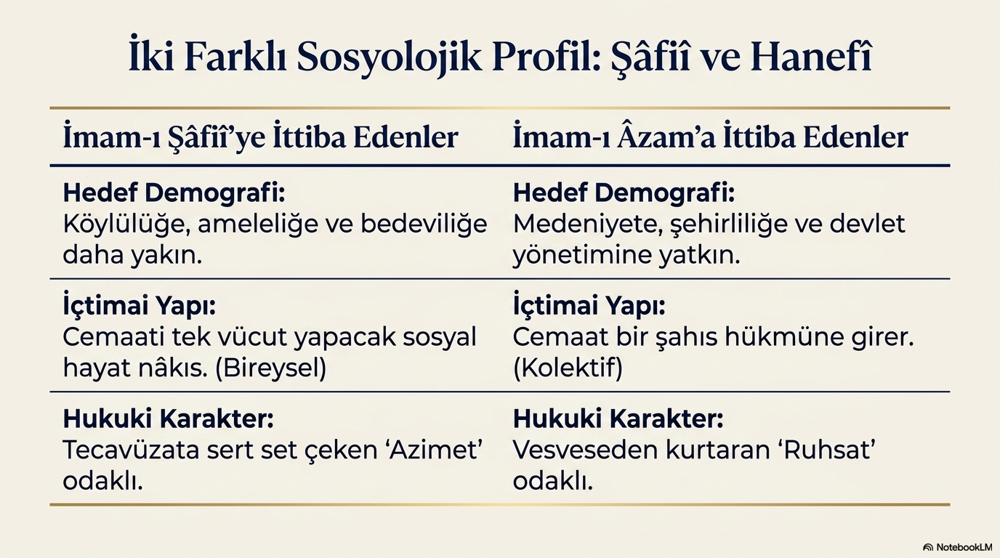 İki Farklı Sosyolojik Profil: Şâfiî ve Hanefî
İmam-ı Şâfiî’ye İttiba Edenler
İmam-ı Âzam’a İttiba Edenler
Hedef Demografi:
Köylülüğe, ameleliğe ve bedeviliğe
daha yakın.
Hedef Demografi:
Medeniyete, şehirliliğe ve devlet
yönetimine yatkın.
İçtimai Yapı:
Cemaati tek vücut yapacak sosyal
hayat nâkıs. (Bireysel)
İçtimai Yapı:
Cemaat bir şahıs hükmüne girer.
(Kolektif)
Hukuki Karakter:
Tecavüzata sert set çeken ‘Azimet’
odaklı.
Hukuki Karakter:
Vesveseden kurtaran ‘Ruhsat’
odaklı.
NotebookLM